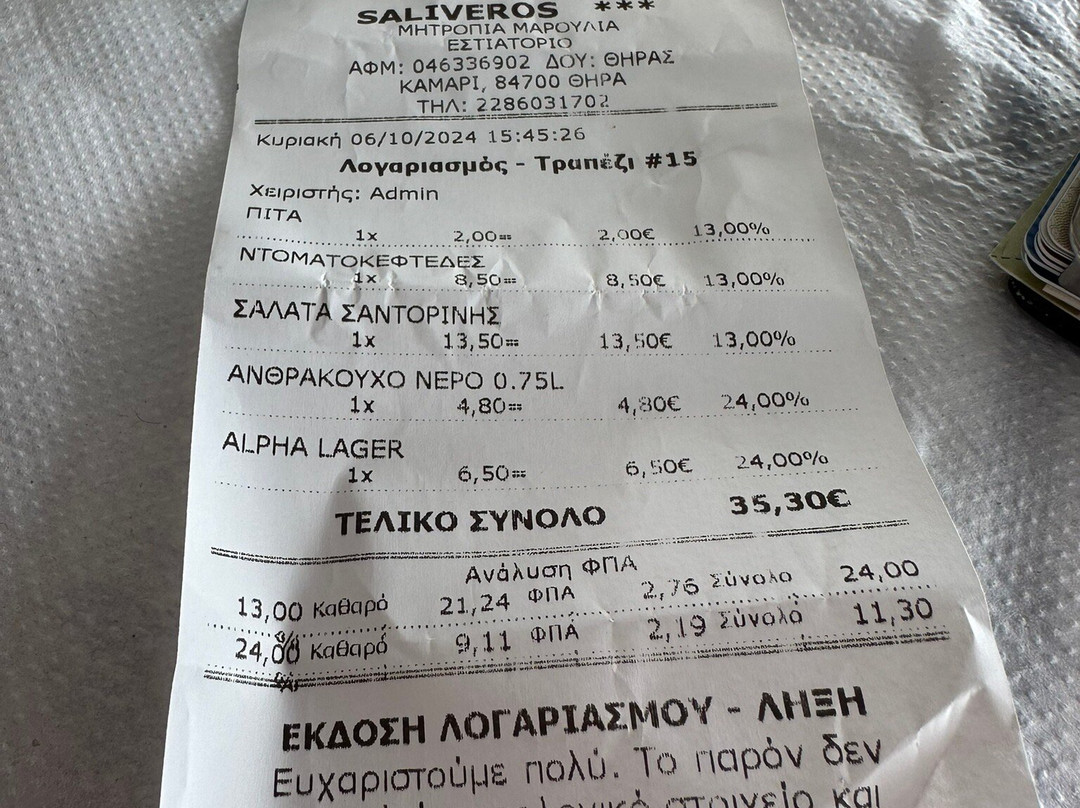 SALIVEROS ***
ΜΗΤΡΟΠΙΑ ΜΑΡΟΥΛΙΑ
ΕΣΤΙΑΤΟΡΙΟ
ΑΦΜ: 046336902 ΔΟΥ: ΘΗΡΑΣ
ΚΑΜΑΡΙ, 84700 ΘΗΡΑ
ΤΗΛ: 2286031702
Κυριακή 06/10/2024 15:45:26
Λογαριασμός - Τραπέζι #15
Χειριστής: Admin
ΠΙΤΑ
1x 2,00= 2,00€ 13,00%
ΝΤΟΜΑΤΟΚΕΦΤΕΔΕΣ
1x 8,50= 8,50€ 13,00%
ΣΑΛΑΤΑ ΣΑΝΤΟΡΙΝΗΣ
1x 13,50= 13,50€ 13,00%
ΑΝΘΡΑΚΟΥΧΟ ΝΕΡΟ 0.75L
1x 4,80= 4,80€ 24,00%
ALPHA LAGER
1x 6,50= 6,50€ 24,00%
ΤΕΛΙΚΟ ΣΥΝΟΛΟ 35,30€
Ανάλυση ΦΠΑ
13,00 % Καθαρό 21,24 ΦΠΑ 2,76 Σύνολο 24,00
24,00 % Καθαρό 9,11 ΦΠΑ 2,19 Σύνολο 11,30
ΕΚΔΟΣΗ ΛΟΓΑΡΙΑΣΜΟΥ - ΛΗΞΗ
Ευχαριστούμε πολύ. Το παρόν δεν
στοιχείο και